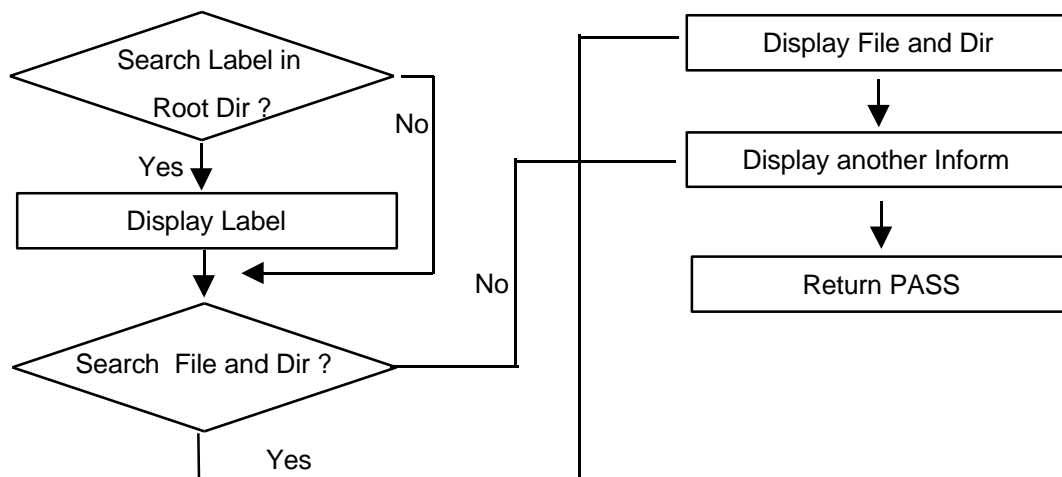 Search Label in
Root Dir ?
No
Yes
Display Label
Search File and Dir ?
No
Yes
Display File and Dir
Display another Inform
Return PASS